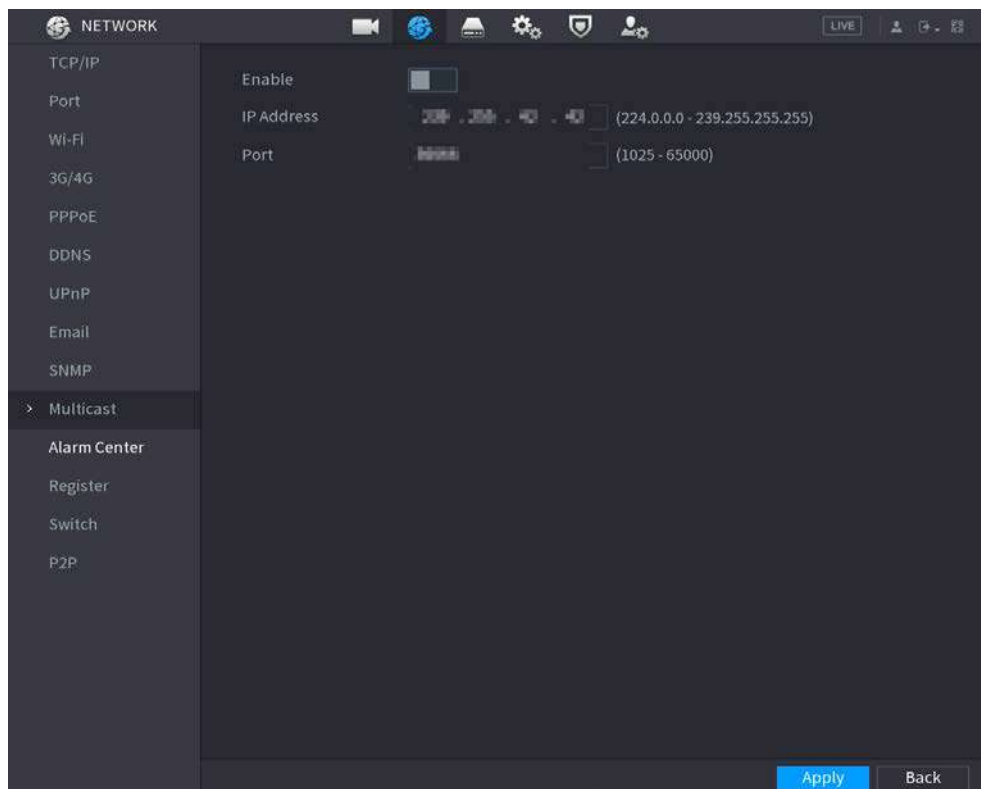 NETWORK
LIVE
TCP/IP
Port
Wi-Fi
3G/4G
PPPoE
DDNS
UPnP
Email
SNMP
Multicast
Alarm Center
Register
Switch
P2P
Enable
IP Address (224.0.0.0 - 239.255.255.255)
Port (1025 - 65000)
Apply
Back